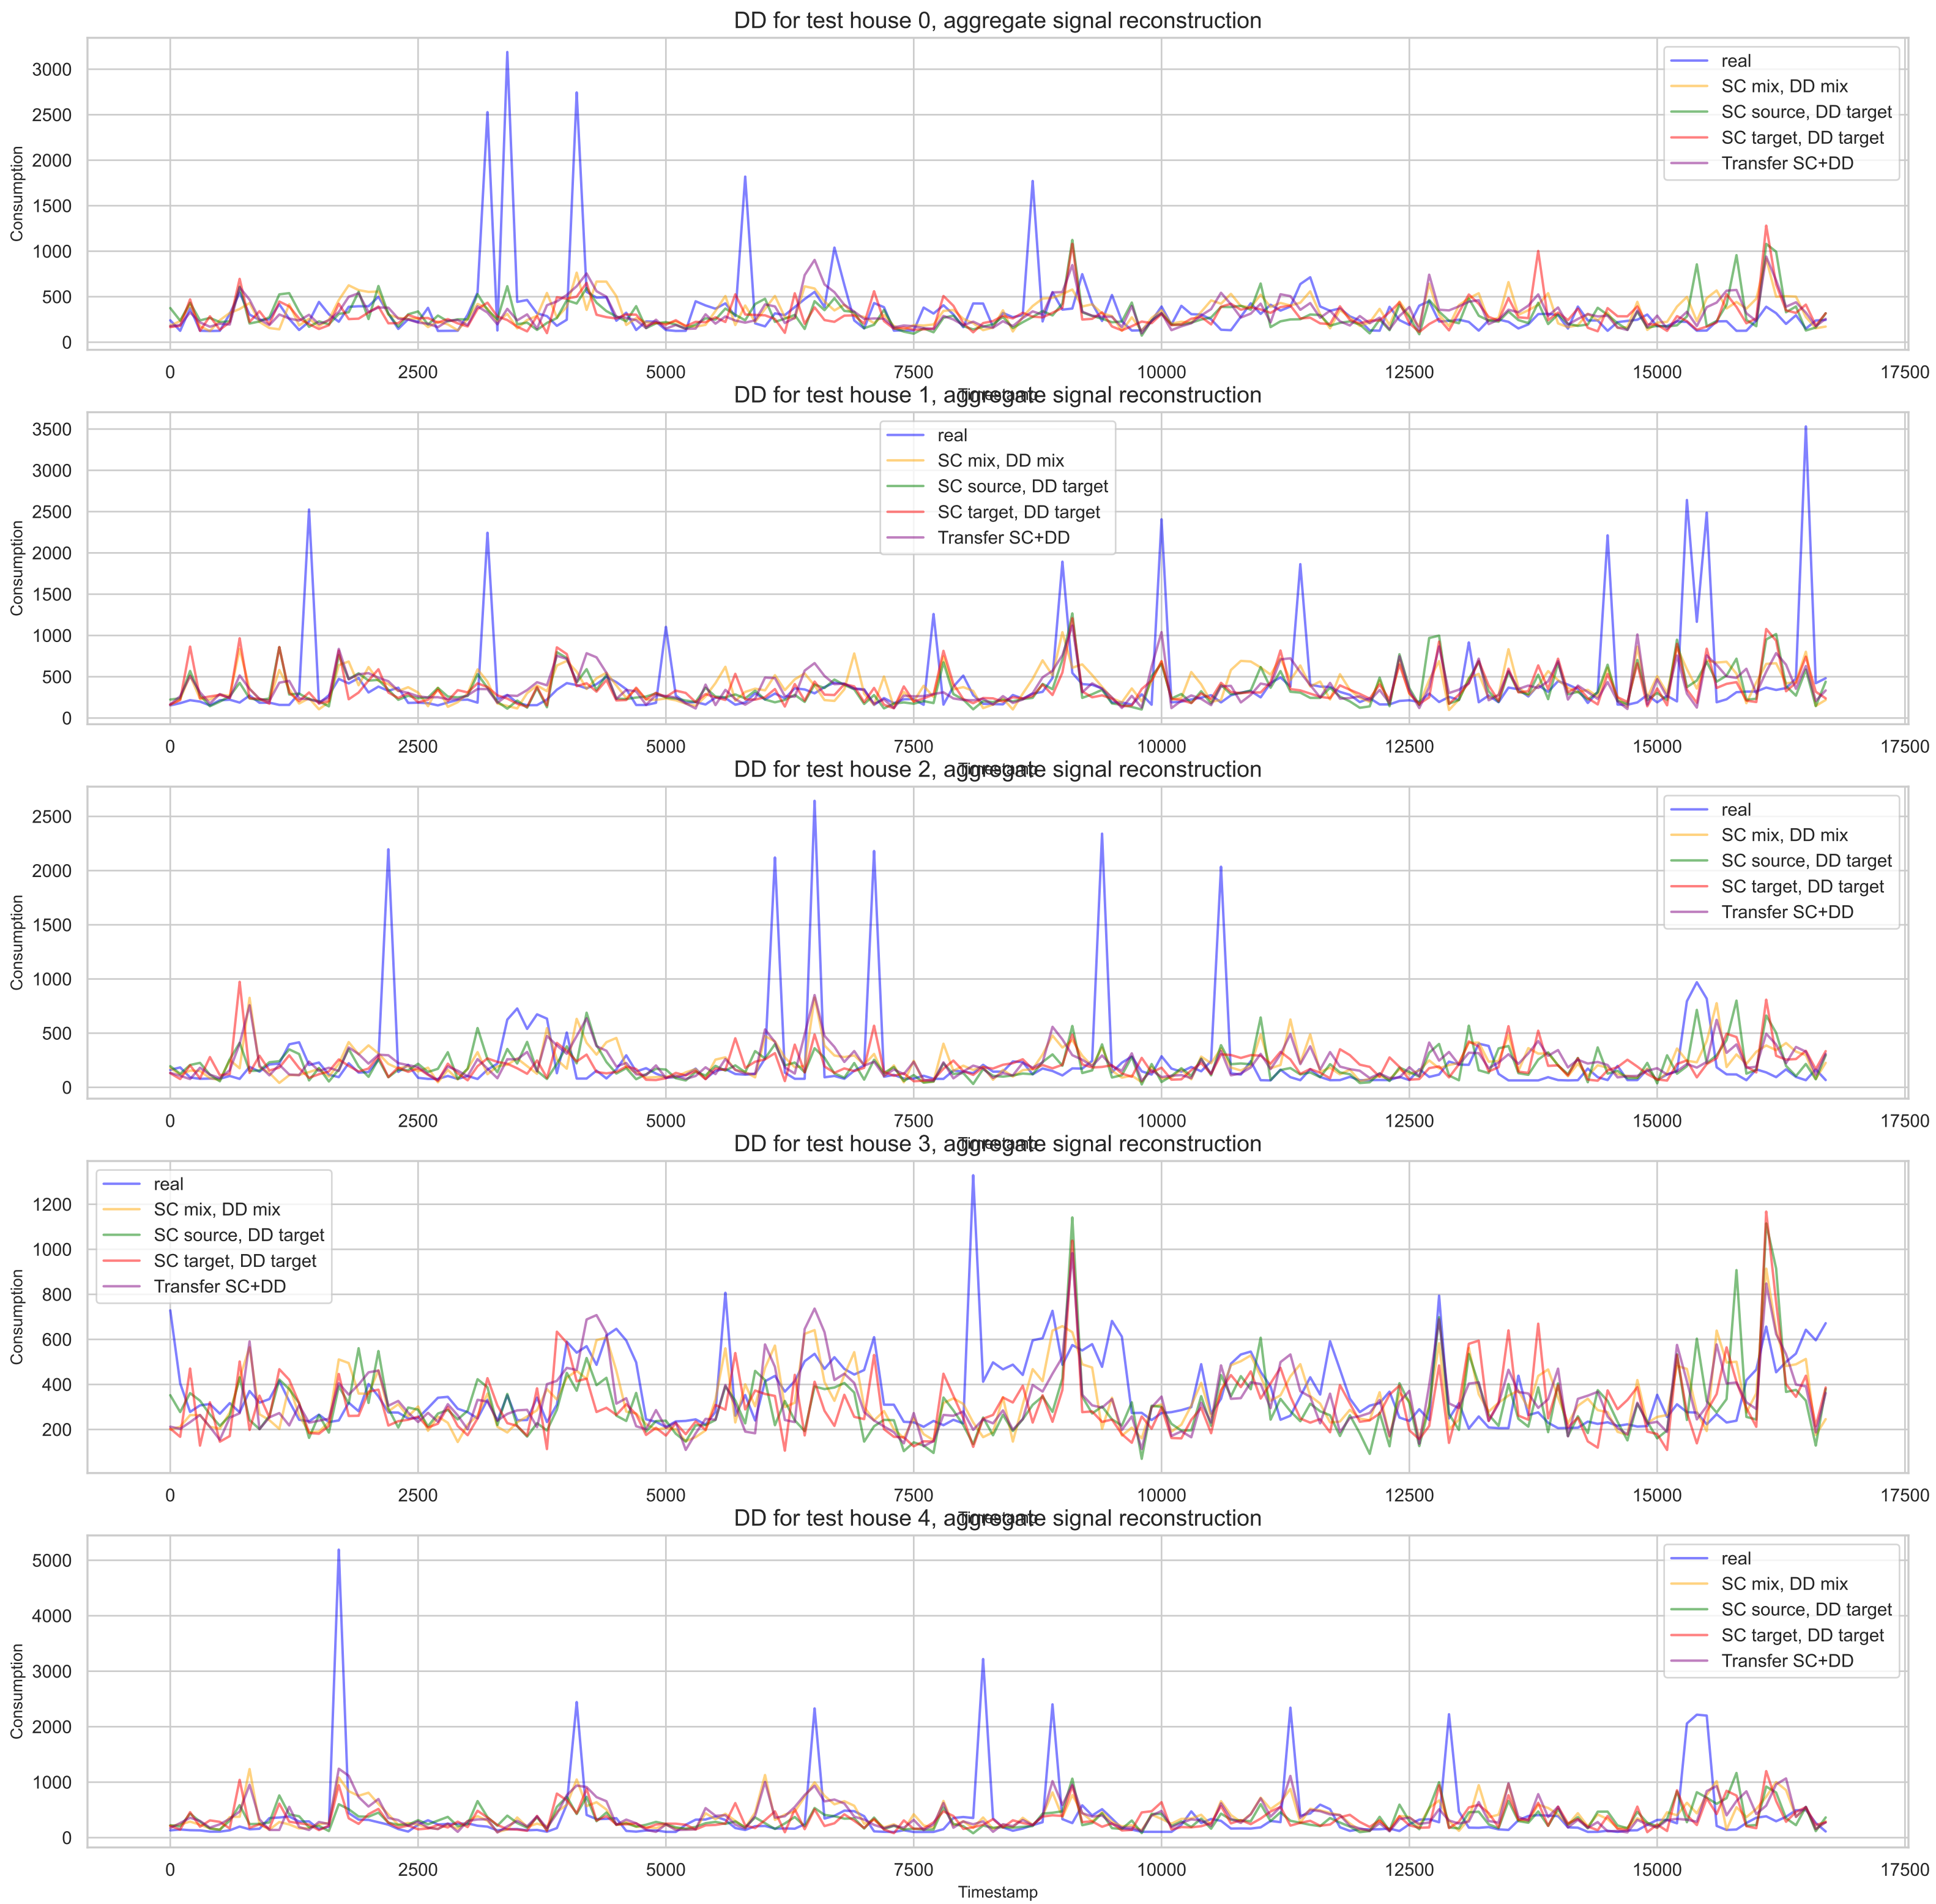 DD for test house 0, aggregate signal reconstruction
3000
2500
2000
1500
1000
500
0
Consumption
real
SC mix, DD mix
SC source, DD target
SC target, DD target
Transfer SC+DD
0 2500 5000 7500 10000 12500 15000 17500
Timestamp
DD for test house 1, aggregate signal reconstruction
3500
3000
2500
2000
1500
1000
500
0
Consumption
real
SC mix, DD mix
SC source, DD target
SC target, DD target
Transfer SC+DD
0 2500 5000 7500 10000 12500 15000 17500
Timestamp
DD for test house 2, aggregate signal reconstruction
2500
2000
1500
1000
500
0
Consumption
real
SC mix, DD mix
SC source, DD target
SC target, DD target
Transfer SC+DD
0 2500 5000 7500 10000 12500 15000 17500
Timestamp
DD for test house 3, aggregate signal reconstruction
1200
1000
800
600
400
200
Consumption
real
SC mix, DD mix
SC source, DD target
SC target, DD target
Transfer SC+DD
0 2500 5000 7500 10000 12500 15000 17500
Timestamp
DD for test house 4, aggregate signal reconstruction
5000
4000
3000
2000
1000
0
Consumption
real
SC mix, DD mix
SC source, DD target
SC target, DD target
Transfer SC+DD
0 2500 5000 7500 10000 12500 15000 17500
Timestamp